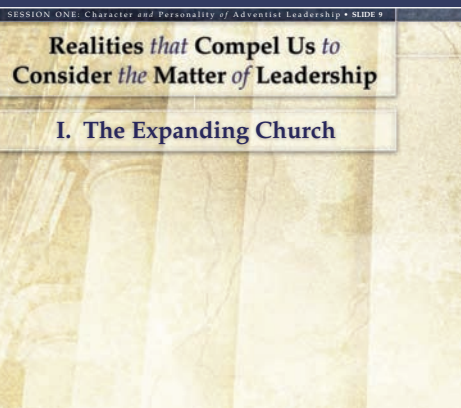 SESSION ONE: Character and Personality of Adventist Leadership • SLIDE 9
Realities that Compel Us to
Consider the Matter of Leadership
I. The Expanding Church